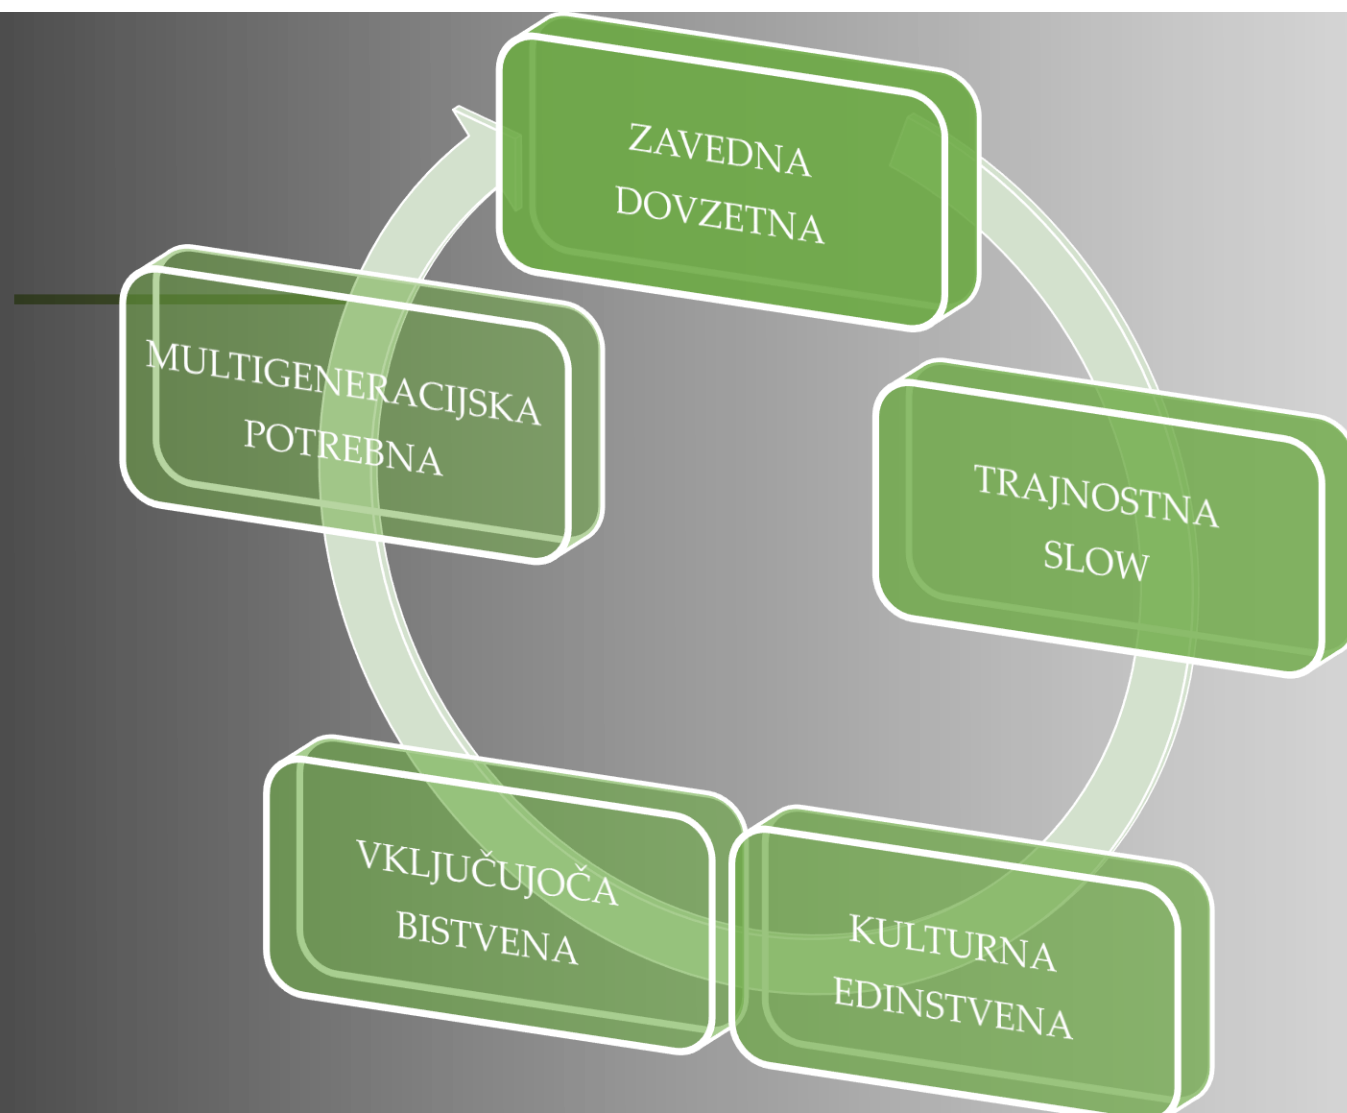 ZAVEDNA
DOVZETNA
TRAJNOSTNA
SLOW
KULTURNA
EDINSTVENA
VKLJUČUJOČA
BISTVENA
MULTIGENERACIJSKA
POTREBNA